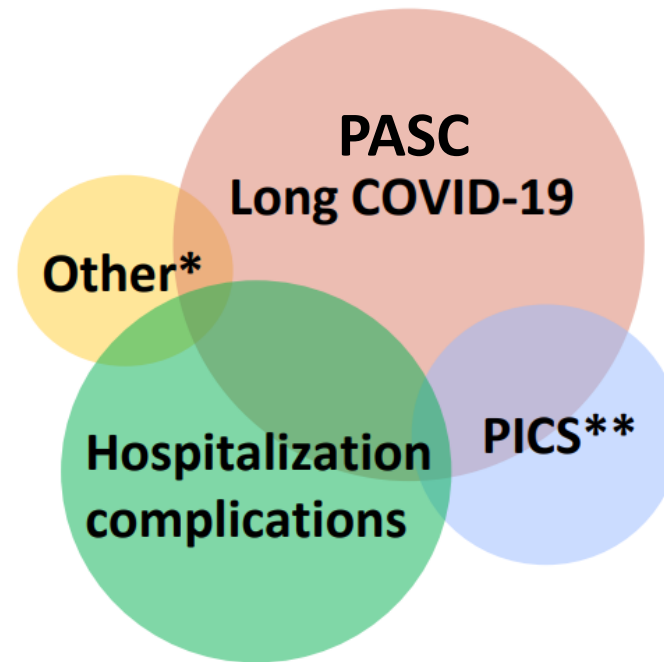 PASC
Long COVID-19
Other*
Hospitalization
complications
PICS**